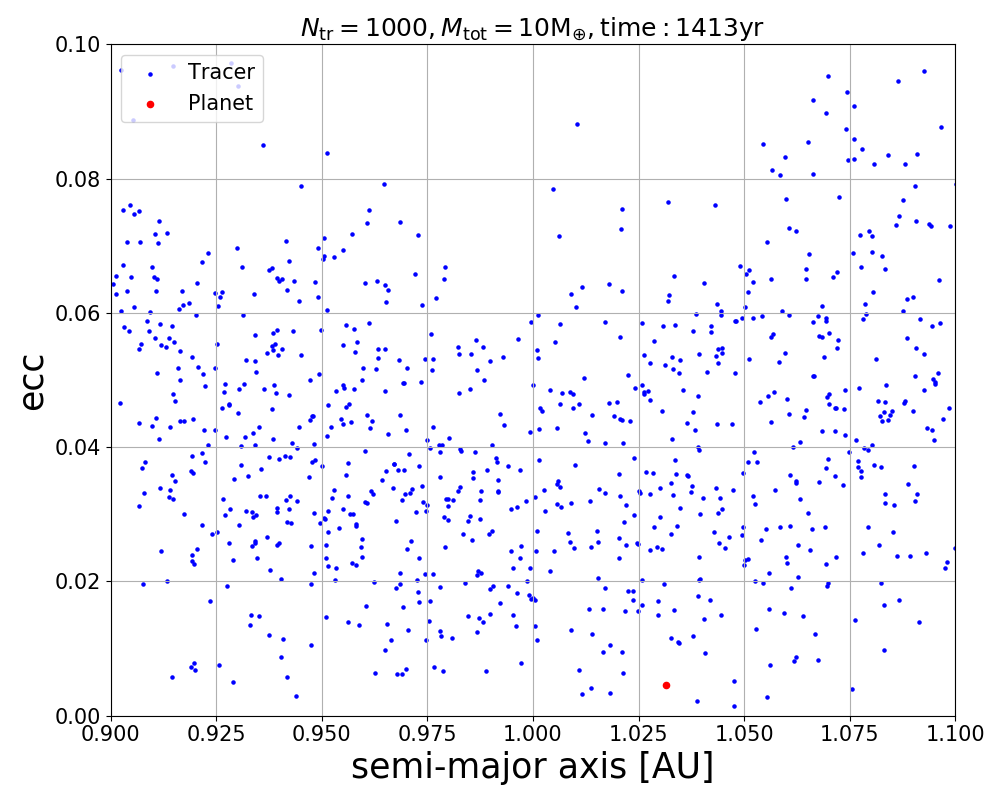 N_tr = 1000, M_tot = 10M_⊕, time : 1413yr
0.10
Tracer
Planet
0.08
0.06
0.04
0.02
0.00
ecc
0.900 0.925 0.950 0.975 1.000 1.025 1.050 1.075 1.100
semi-major axis [AU]